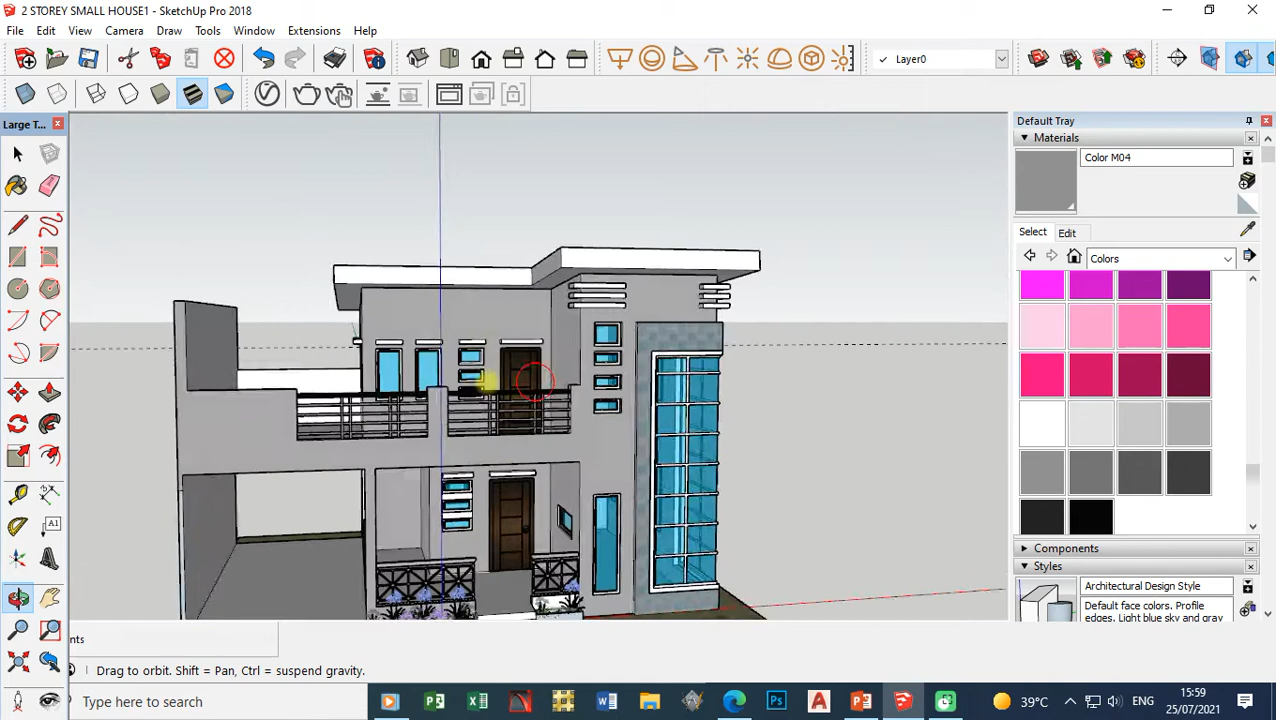 2 STOREY SMALL HOUSE1 - SketchUp Pro 2018
File Edit View Camera Draw Tools Window Extensions Help
Layer0
Large T...
Default Tray
Materials
Color M04
Select Edit
Colors
A1
Components
Styles
Architectural Design Style
Default face colors. Profile
edges. Light blue sky and gray
nts
Drag to orbit. Shift = Pan, Ctrl = suspend gravity.
Type here to search
39°C
ENG
15:59
25/07/2021